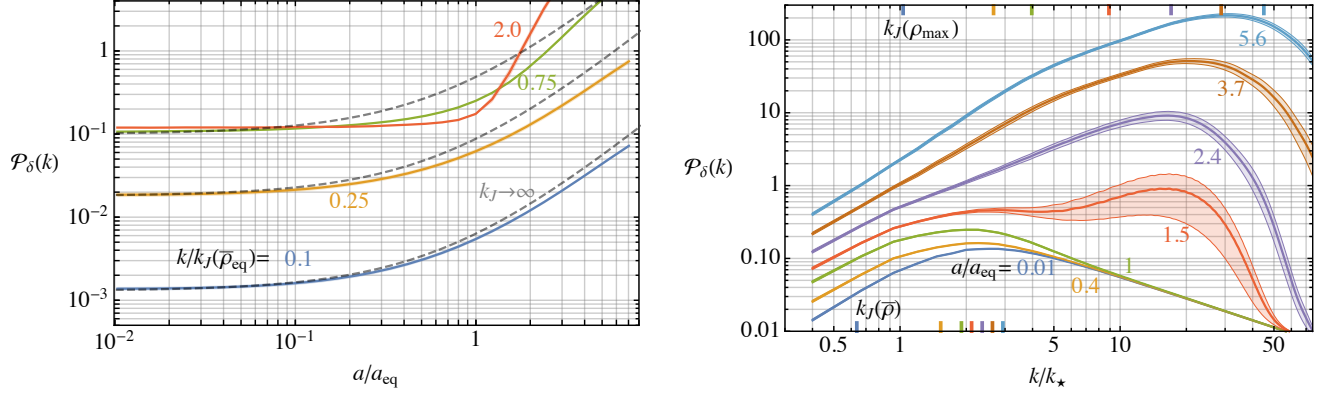 1
10⁻¹
10⁻²
10⁻³
𝒫_δ(k)
2.0
0.75
0.25
k_J→∞
k/k_J(ρ̅_eq)= 0.1
10⁻²
10⁻¹
1
a/a_eq
100
10
1
0.10
0.01
𝒫_δ(k)
k_J(ρ_max)
5.6
3.7
2.4
1.5
a/a_eq= 0.01
0.4
1
k_J(ρ̅)
0.5
1
5
10
50
k/k_⋆